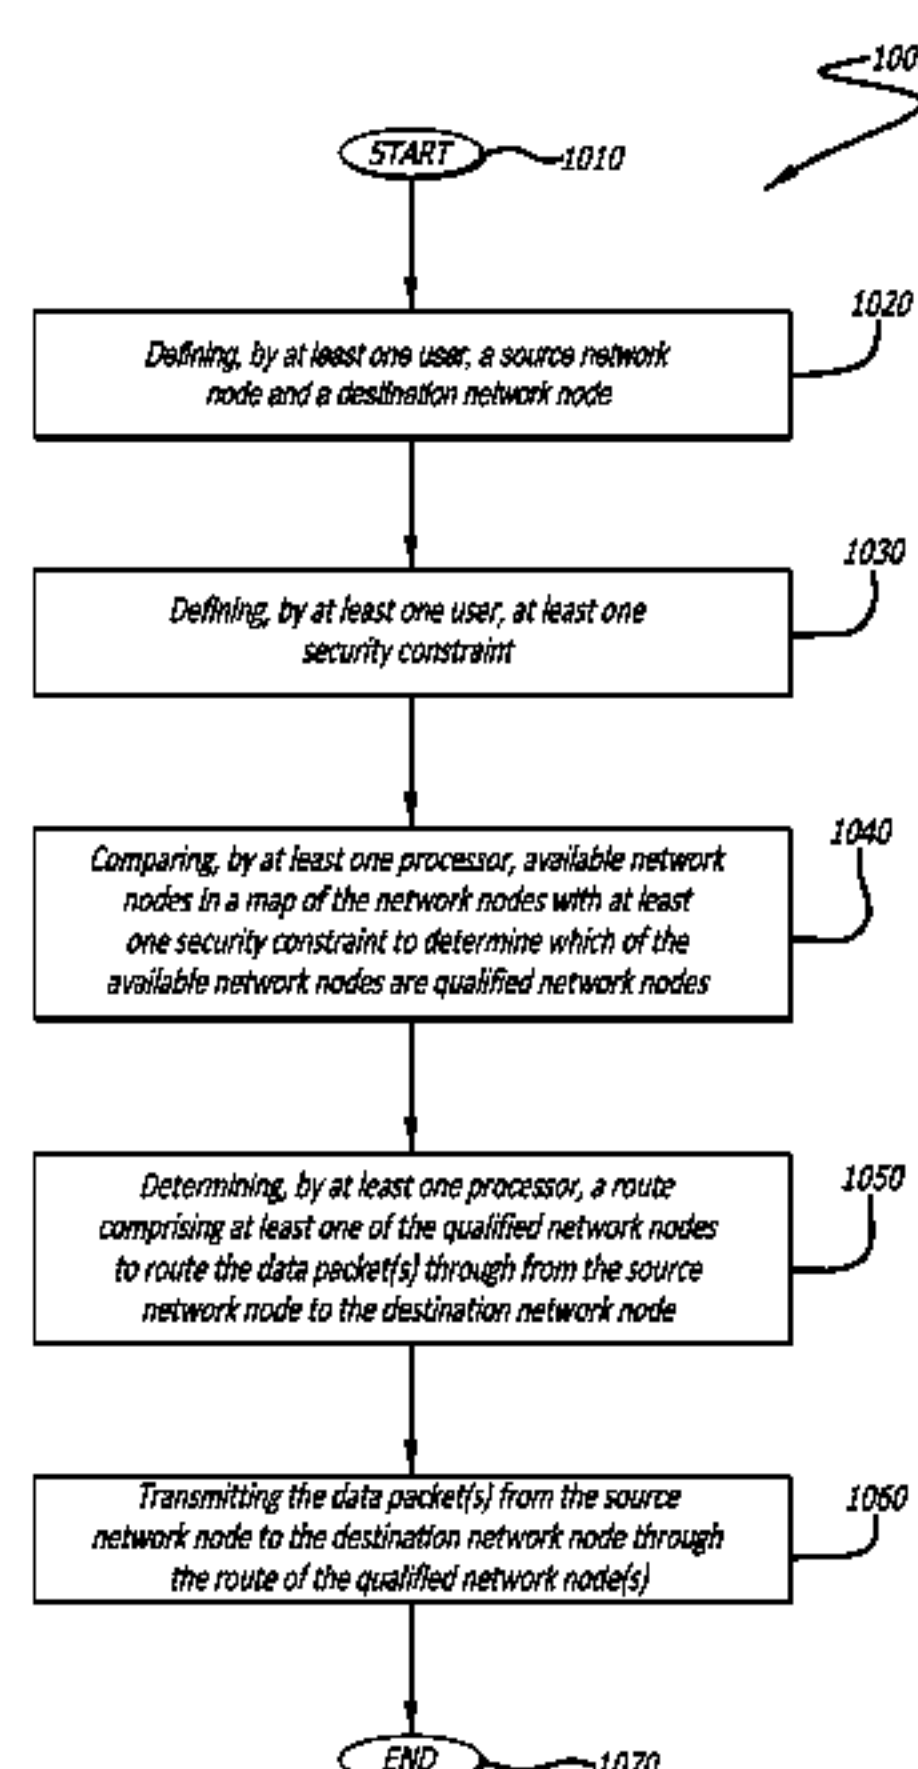 100
START
1010
1020
Defining, by at least one user, a source network
node and a destination network node
1030
Defining, by at least one user, at least one
security constraint
1040
Comparing, by at least one processor, available network
nodes in a map of the network nodes with at least
one security constraint to determine which of the
available network nodes are qualified network nodes
1050
Determining, by at least one processor, a route
comprising at least one of the qualified network nodes
to route the data packet(s) through from the source
network node to the destination network node
1060
Transmitting the data packet(s) from the source
network node to the destination network node through
the route of the qualified network node(s)
END
1070